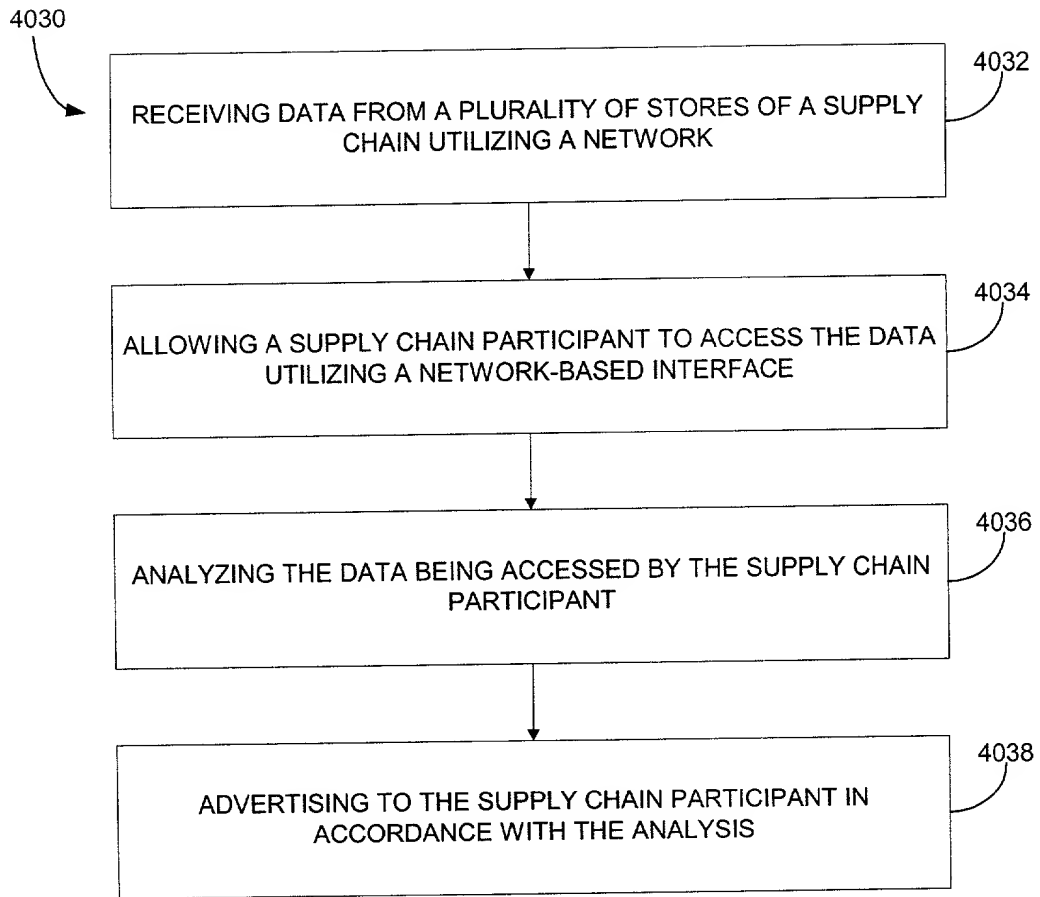 4030
4032
RECEIVING DATA FROM A PLURALITY OF STORES OF A SUPPLY
CHAIN UTILIZING A NETWORK
4034
ALLOWING A SUPPLY CHAIN PARTICIPANT TO ACCESS THE DATA
UTILIZING A NETWORK-BASED INTERFACE
4036
ANALYZING THE DATA BEING ACCESSED BY THE SUPPLY CHAIN
PARTICIPANT
4038
ADVERTISING TO THE SUPPLY CHAIN PARTICIPANT IN
ACCORDANCE WITH THE ANALYSIS